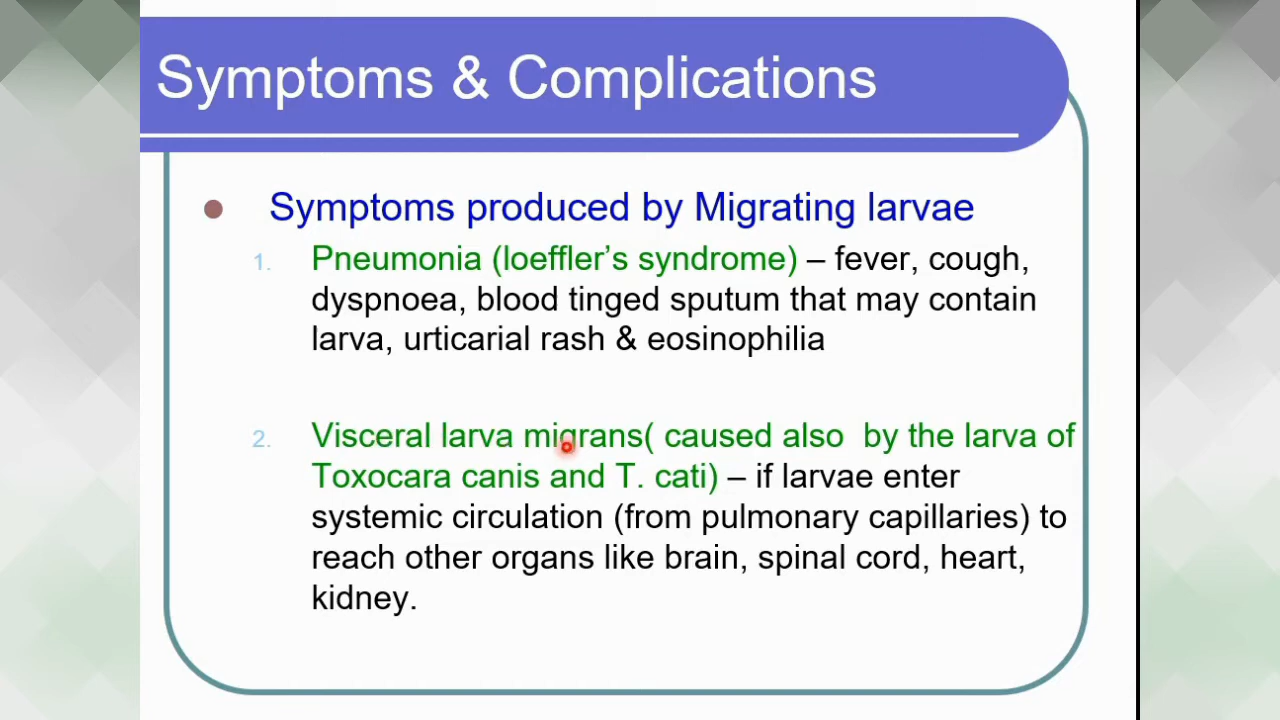 Symptoms & Complications
● Symptoms produced by Migrating larvae
1. Pneumonia (loeffler’s syndrome) – fever, cough,
dyspnoea, blood tinged sputum that may contain
larva, urticarial rash & eosinophilia
2. Visceral larva migrans( caused also  by the larva of
Toxocara canis and T. cati) – if larvae enter
systemic circulation (from pulmonary capillaries) to
reach other organs like brain, spinal cord, heart,
kidney.